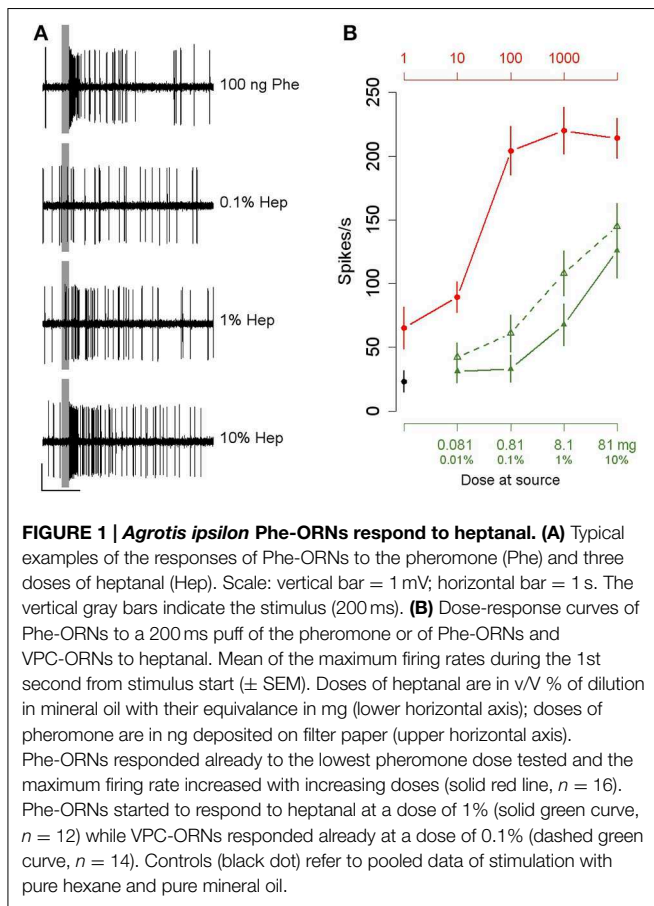 A
100 ng Phe
0.1% Hep
1% Hep
10% Hep
B
1 10 100 1000
250
200
150
100
50
0
Spikes/s
0.081 0.81 8.1 81 mg
0.01% 0.1% 1% 10%
Dose at source
FIGURE 1 | Agrotis ipsilon Phe-ORNs respond to heptanal. (A) Typical
examples of the responses of Phe-ORNs to the pheromone (Phe) and three
doses of heptanal (Hep). Scale: vertical bar = 1 mV; horizontal bar = 1 s. The
vertical gray bars indicate the stimulus (200 ms). (B) Dose-response curves of
Phe-ORNs to a 200 ms puff of the pheromone or of Phe-ORNs and
VPC-ORNs to heptanal. Mean of the maximum firing rates during the 1st
second from stimulus start (± SEM). Doses of heptanal are in v/V % of dilution
in mineral oil with their equivalance in mg (lower horizontal axis); doses of
pheromone are in ng deposited on filter paper (upper horizontal axis).
Phe-ORNs responded already to the lowest pheromone dose tested and the
maximum firing rate increased with increasing doses (solid red line, n = 16).
Phe-ORNs started to respond to heptanal at a dose of 1% (solid green curve,
n = 12) while VPC-ORNs responded already at a dose of 0.1% (dashed green
curve, n = 14). Controls (black dot) refer to pooled data of stimulation with
pure hexane and pure mineral oil.